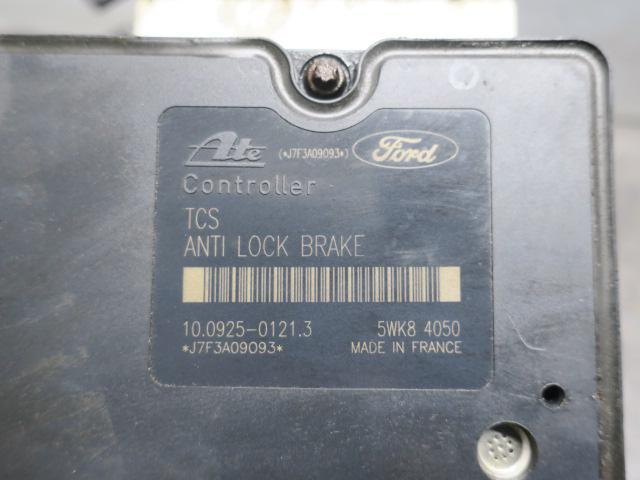 Ate (*J7F3A09093*) Ford
Controller
TCS
ANTI LOCK BRAKE
10.0925-0121.3 5WK8 4050
*J7F3A09093* MADE IN FRANCE